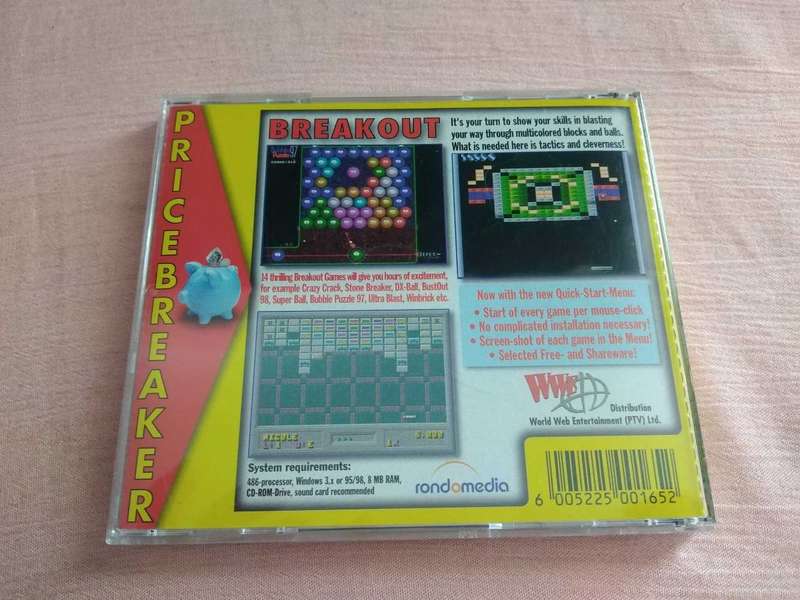 PRICEBREAKER
BREAKOUT
It's your turn to show your skills in blasting
your way through multicolored blocks and balls.
What is needed here is tactics and cleverness!
14 thrilling Breakout Games will give you hours of excitement,
for example Crazy Crack, Stone Breaker, DX-Ball, BustOut
98, Super Ball, Bubble Puzzle 97, Ultra Blast, Winbrick etc.
Now with the new Quick-Start-Menu:
• Start of every game per mouse-click
• No complicated installation necessary!
• Screen-shot of each game in the Menu!
• Selected Free- and Shareware!
WWE
Distribution
World Web Entertainment (PTV) Ltd.
System requirements:
486-processor, Windows 3.x or 95/98, 8 MB RAM,
CD-ROM-Drive, sound card recommended
rondomedia
6 005225 001652